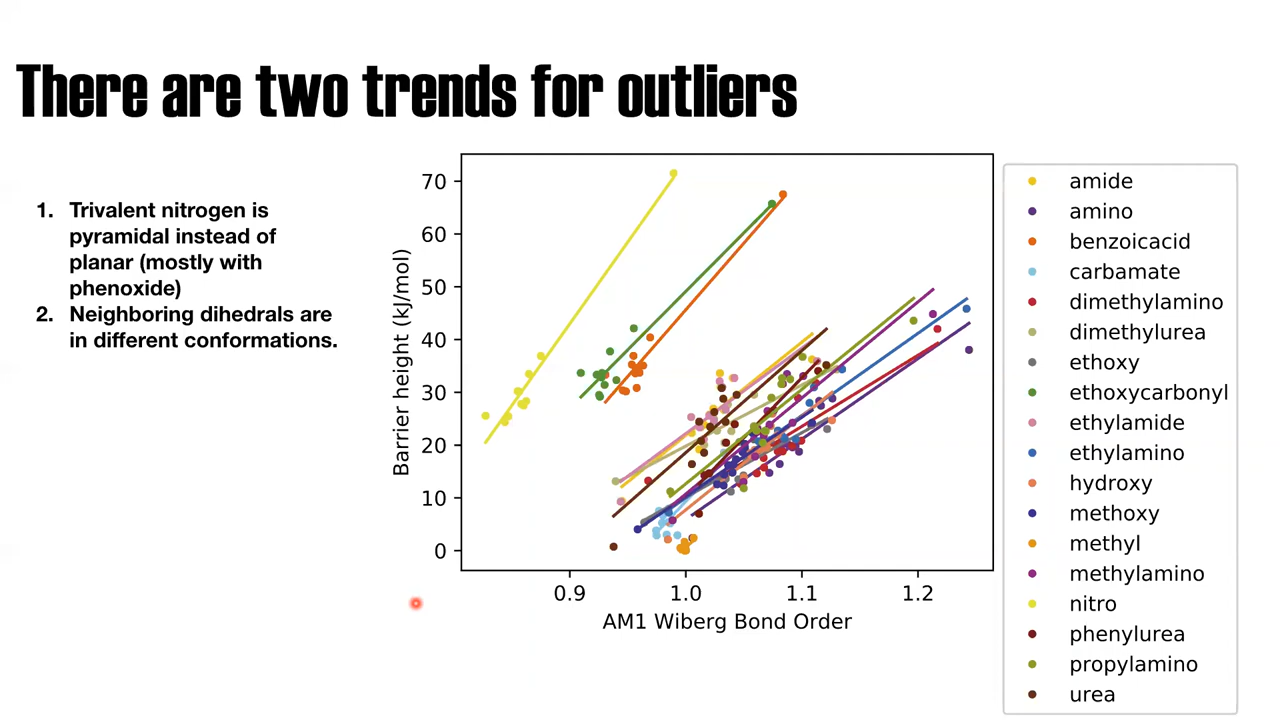 There are two trends for outliers
1. Trivalent nitrogen is
pyramidal instead of
planar (mostly with
phenoxide)
2. Neighboring dihedrals are
in different conformations.
Barrier height (kJ/mol)
70
60
50
40
30
20
10
0
0.9 1.0 1.1 1.2
AM1 Wiberg Bond Order
amide
amino
benzoicacid
carbamate
dimethylamino
dimethylurea
ethoxy
ethoxycarbonyl
ethylamide
ethylamino
hydroxy
methoxy
methyl
methylamino
nitro
phenylurea
propylamino
urea